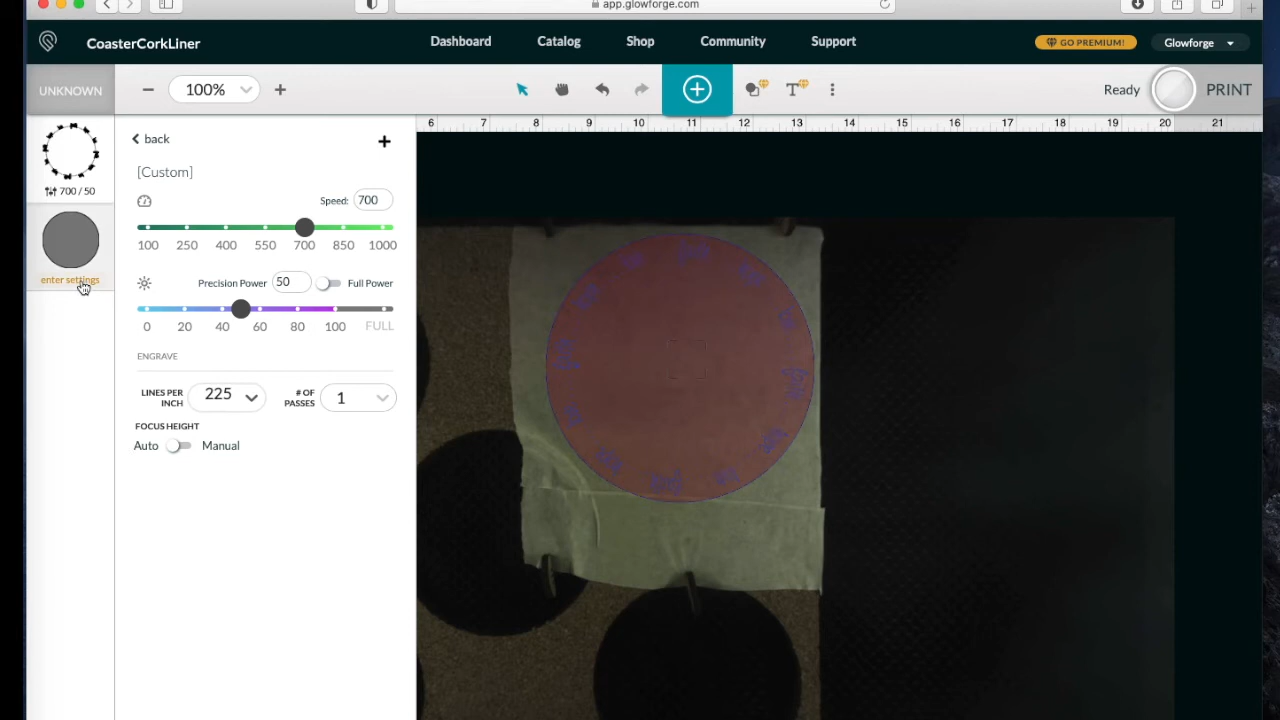 app.glowforge.com
CoasterCorkLiner
Dashboard Catalog Shop Community Support
GO PREMIUM!
Glowforge
UNKNOWN
100%
T
Ready
PRINT
6 7 8 9 10 11 12 13 14 15 16 17 18 19 20 21
700 / 50
enter settings
back
[Custom]
Speed: 700
100 250 400 550 700 850 1000
Precision Power 50 Full Power
0 20 40 60 80 100 FULL
ENGRAVE
LINES PER INCH 225 # OF PASSES 1
FOCUS HEIGHT
Auto Manual